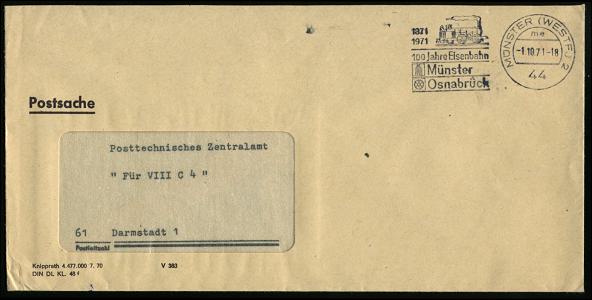 1871
1971
100 Jahre Eisenbahn
Münster
Osnabrück
MÜNSTER (WESTF.) 2
me
-1.10.71-18
44
Postsache
Posttechnisches Zentralamt
" Für VIII C 4 "
61 Darmstadt 1
Postleitzahl
Knipprath 4.477.000 7. 70 V 383
DIN DL KL. 48